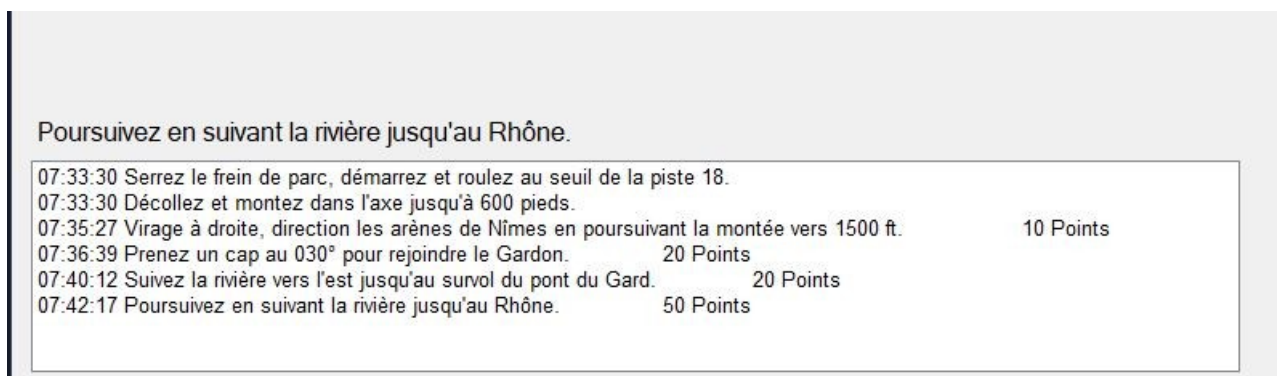 Poursuivez en suivant la rivière jusqu'au Rhône.
07:33:30 Serrez le frein de parc, démarrez et roulez au seuil de la piste 18.
07:33:30 Décollez et montez dans l'axe jusqu'à 600 pieds.
07:35:27 Virage à droite, direction les arènes de Nîmes en poursuivant la montée vers 1500 ft. 10 Points
07:36:39 Prenez un cap au 030° pour rejoindre le Gardon. 20 Points
07:40:12 Suivez la rivière vers l'est jusqu'au survol du pont du Gard. 20 Points
07:42:17 Poursuivez en suivant la rivière jusqu'au Rhône. 50 Points